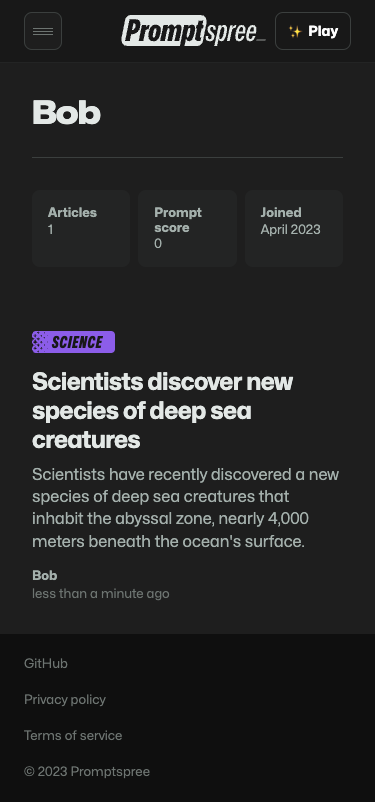 Promptspree_
✨ Play
Bob
Articles
1
Prompt
score
0
Joined
April 2023
SCIENCE
Scientists discover new
species of deep sea
creatures
Scientists have recently discovered a new
species of deep sea creatures that
inhabit the abyssal zone, nearly 4,000
meters beneath the ocean's surface.
Bob
less than a minute ago
GitHub
Privacy policy
Terms of service
© 2023 Promptspree